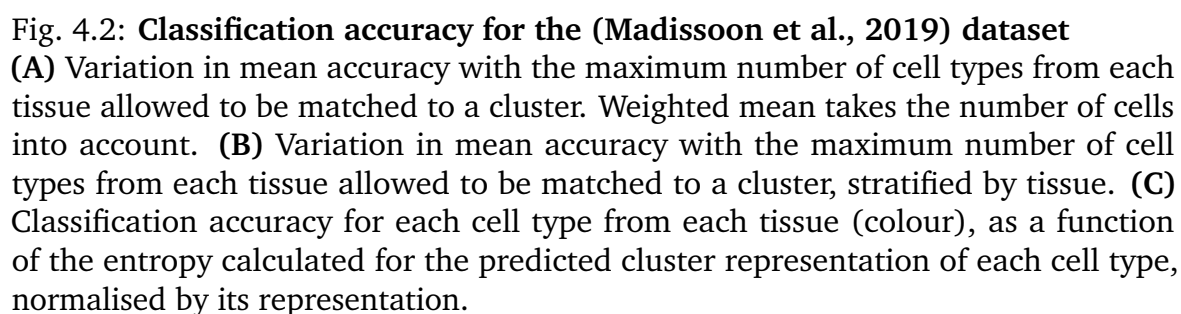 Fig. 4.2: Classification accuracy for the (Madissoon et al., 2019) dataset
(A) Variation in mean accuracy with the maximum number of cell types from each
tissue allowed to be matched to a cluster. Weighted mean takes the number of cells
into account. (B) Variation in mean accuracy with the maximum number of cell
types from each tissue allowed to be matched to a cluster, stratified by tissue. (C)
Classification accuracy for each cell type from each tissue (colour), as a function
of the entropy calculated for the predicted cluster representation of each cell type,
normalised by its representation.